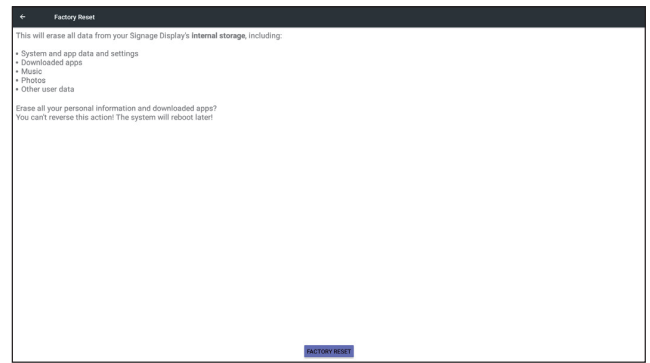 ← Factory Reset
This will erase all data from your Signage Display's internal storage, including:
• System and app data and settings
• Downloaded apps
• Music
• Photos
• Other user data
Erase all your personal information and downloaded apps?
You can't reverse this action! The system will reboot later!
FACTORY RESET